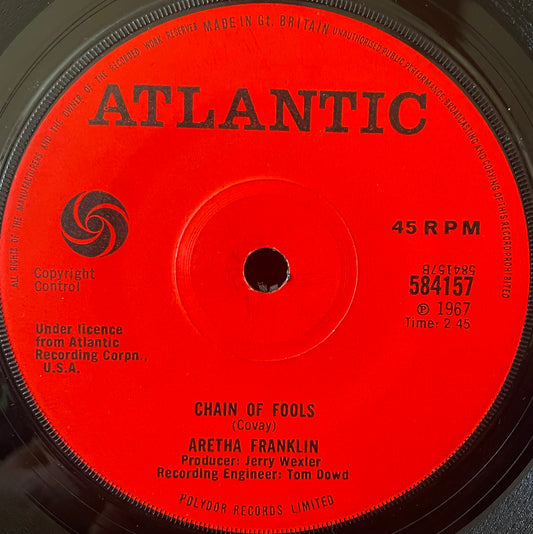 MADE IN Gt. BRITAIN
UNAUTHORISED PUBLIC PERFORMANCE, BROADCASTING AND COPYING OF THIS RECORD PROHIBITED
ALL RIGHTS OF THE MANUFACTURERS AND THE OWNER OF THE RECORDED WORK RESERVED
ATLANTIC
45 RPM
Copyright
Control
584157B
584157
℗ 1967
Time: 2.45
Under licence
from Atlantic
Recording Corpn.,
U.S.A.
CHAIN OF FOOLS
(Covay)
ARETHA FRANKLIN
Producer: Jerry Wexler
Recording Engineer: Tom Dowd
POLYDOR RECORDS LIMITED